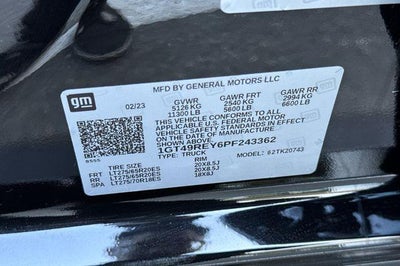 MFD BY GENERAL MOTORS LLC
gm
02/23
GVWR GAWR FRT GAWR RR
5126 KG 2540 KG 2994 KG
11300 LB 5600 LB 6600 LB
THIS VEHICLE CONFORMS TO ALL
APPLICABLE U.S. FEDERAL MOTOR
VEHICLE SAFETY STANDARDS IN EFFECT ON
THE DATE OF MANUFACTURE
1GT49REY6PF243362
TYPE: TRUCK MODEL: 62TK20743
TIRE SIZE RIM
FRT LT275/65R20ES 20X8.5J
RR LT275/65R20ES 20X8.5J
SPA LT275/70R18ES 18X8J